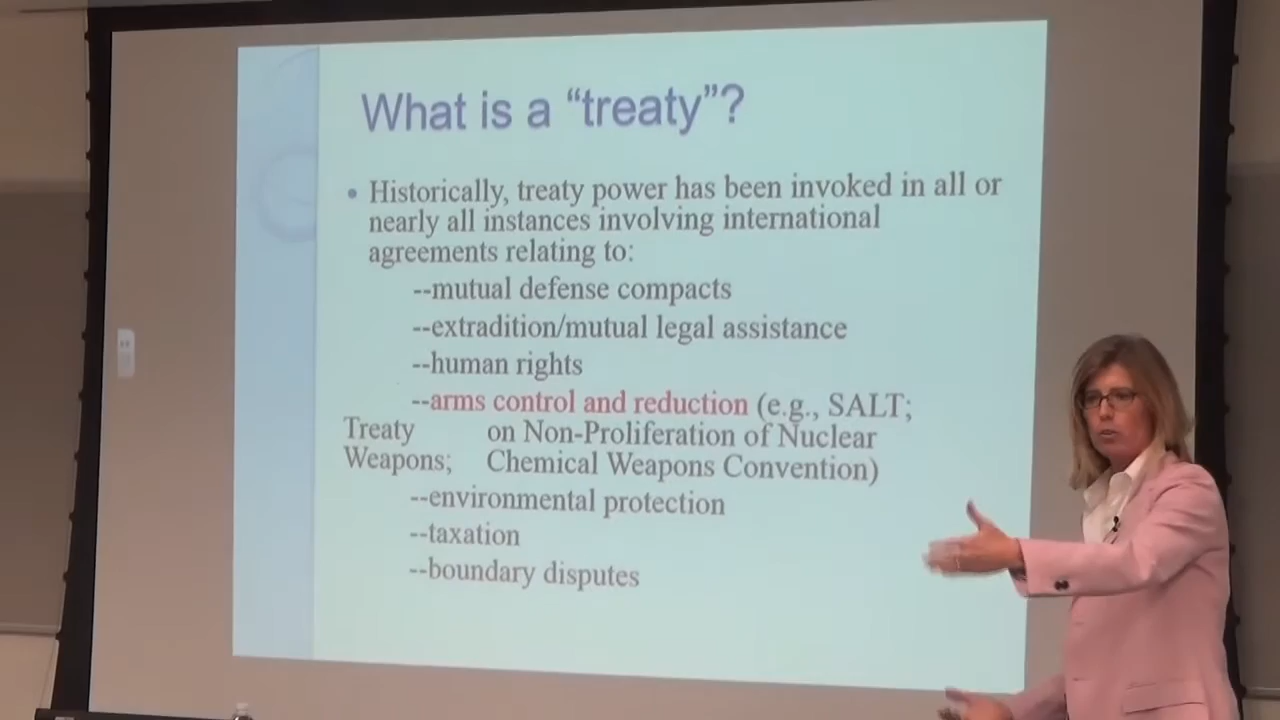 What is a “treaty”?
• Historically, treaty power has been invoked in all or
nearly all instances involving international
agreements relating to:
--mutual defense compacts
--extradition/mutual legal assistance
--human rights
--arms control and reduction (e.g., SALT;
Treaty on Non-Proliferation of Nuclear
Weapons; Chemical Weapons Convention)
--environmental protection
--taxation
--boundary disputes